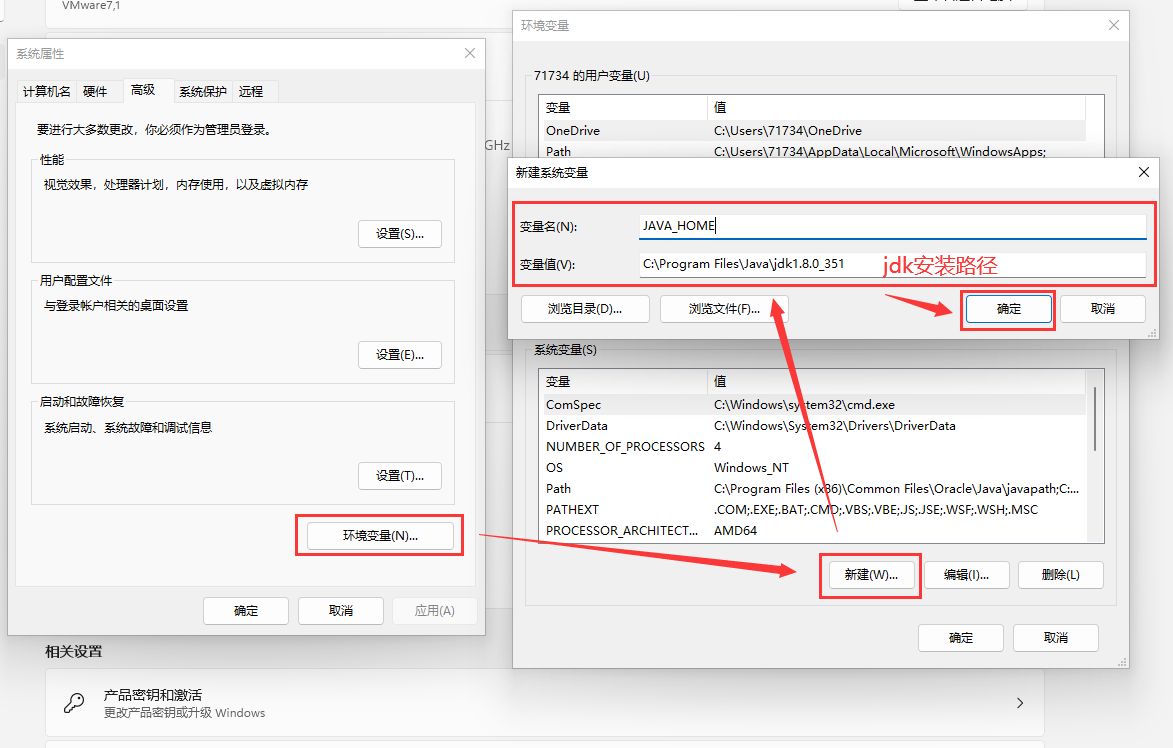 VMware7,1
系统属性
计算机名 硬件 高级 系统保护 远程
要进行大多数更改，你必须作为管理员登录。
性能
视觉效果，处理器计划，内存使用，以及虚拟内存
设置(S)...
用户配置文件
与登录帐户相关的桌面设置
设置(E)...
启动和故障恢复
系统启动、系统故障和调试信息
设置(T)...
环境变量(N)...
确定 取消 应用(A)
GHz
环境变量
71734 的用户变量(U)
变量 值
OneDrive C:\Users\71734\OneDrive
Path C:\Users\71734\AppData\Local\Microsoft\WindowsApps;
新建系统变量
变量名(N): JAVA_HOME
变量值(V): C:\Program Files\Java\jdk1.8.0_351
jdk安装路径
浏览目录(D)... 浏览文件(F)... 确定 取消
系统变量(S)
变量 值
ComSpec C:\Windows\system32\cmd.exe
DriverData C:\Windows\System32\Drivers\DriverData
NUMBER_OF_PROCESSORS 4
OS Windows_NT
Path C:\Program Files (x86)\Common Files\Oracle\Java\javapath;C:...
PATHEXT .COM;.EXE;.BAT;.CMD;.VBS;.VBE;.JS;.JSE;.WSF;.WSH;.MSC
PROCESSOR_ARCHITECT... AMD64
新建(W)... 编辑(I)... 删除(L)
确定 取消
相关设置
产品密钥和激活
更改产品密钥或升级 Windows